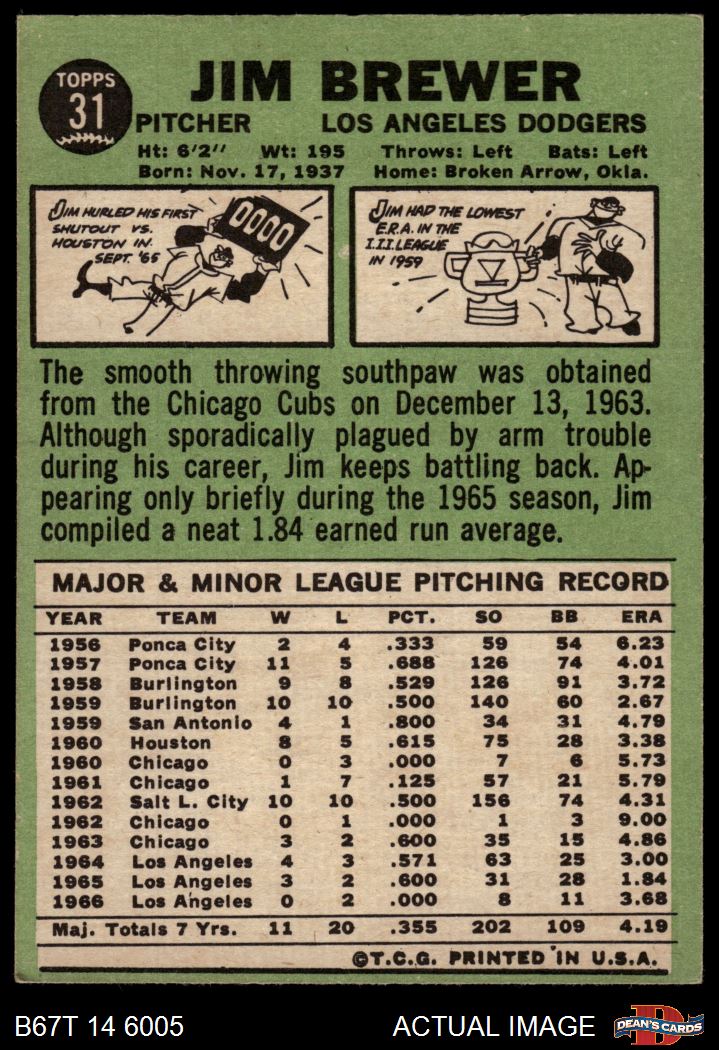 TOPPS
31
JIM BREWER
PITCHER LOS ANGELES DODGERS
Ht: 6'2" Wt: 195 Throws: Left Bats: Left
Born: Nov. 17, 1937 Home: Broken Arrow, Okla.
JIM HURLED HIS FIRST
SHUTOUT VS.
HOUSTON IN
SEPT. '65
0000
JIM HAD THE LOWEST
E.R.A. IN THE
I.I.I. LEAGUE
IN 1959
The smooth throwing southpaw was obtained
from the Chicago Cubs on December 13, 1963.
Although sporadically plagued by arm trouble
during his career, Jim keeps battling back. Ap-
pearing only briefly during the 1965 season, Jim
compiled a neat 1.84 earned run average.
MAJOR & MINOR LEAGUE PITCHING RECORD
YEAR TEAM W L PCT. SO BB ERA
1956 Ponca City 2 4 .333 59 54 6.23
1957 Ponca City 11 5 .688 126 74 4.01
1958 Burlington 9 8 .529 126 91 3.72
1959 Burlington 10 10 .500 140 60 2.67
1959 San Antonio 4 1 .800 34 31 4.79
1960 Houston 8 5 .615 75 28 3.38
1960 Chicago 0 3 .000 7 6 5.73
1961 Chicago 1 7 .125 57 21 5.79
1962 Salt L. City 10 10 .500 156 74 4.31
1962 Chicago 0 1 .000 1 3 9.00
1963 Chicago 3 2 .600 35 15 4.86
1964 Los Angeles 4 3 .571 63 25 3.00
1965 Los Angeles 3 2 .600 31 28 1.84
1966 Los Angeles 0 2 .000 8 11 3.68
Maj. Totals 7 Yrs. 11 20 .355 202 109 4.19
©T.C.G. PRINTED IN U.S.A.
B67T 14 6005 ACTUAL IMAGE D DEAN'S CARDS